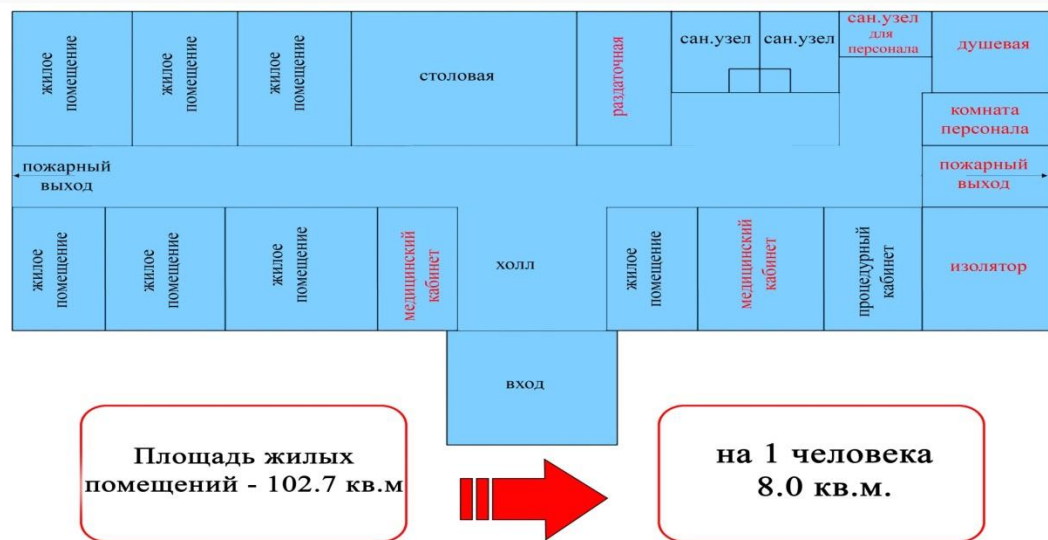 жилое
помещение
жилое
помещение
жилое
помещение
столовая
раздаточная
сан.узел
сан.узел
сан.узел
для
персонала
душевая
комната
персонала
пожарный
выход
пожарный
выход
жилое
помещение
жилое
помещение
жилое
помещение
медицинский
кабинет
холл
жилое
помещение
медицинский
кабинет
процедурный
кабинет
изолятор
вход
Площадь жилых
помещений - 102.7 кв.м
на 1 человека
8.0 кв.м.